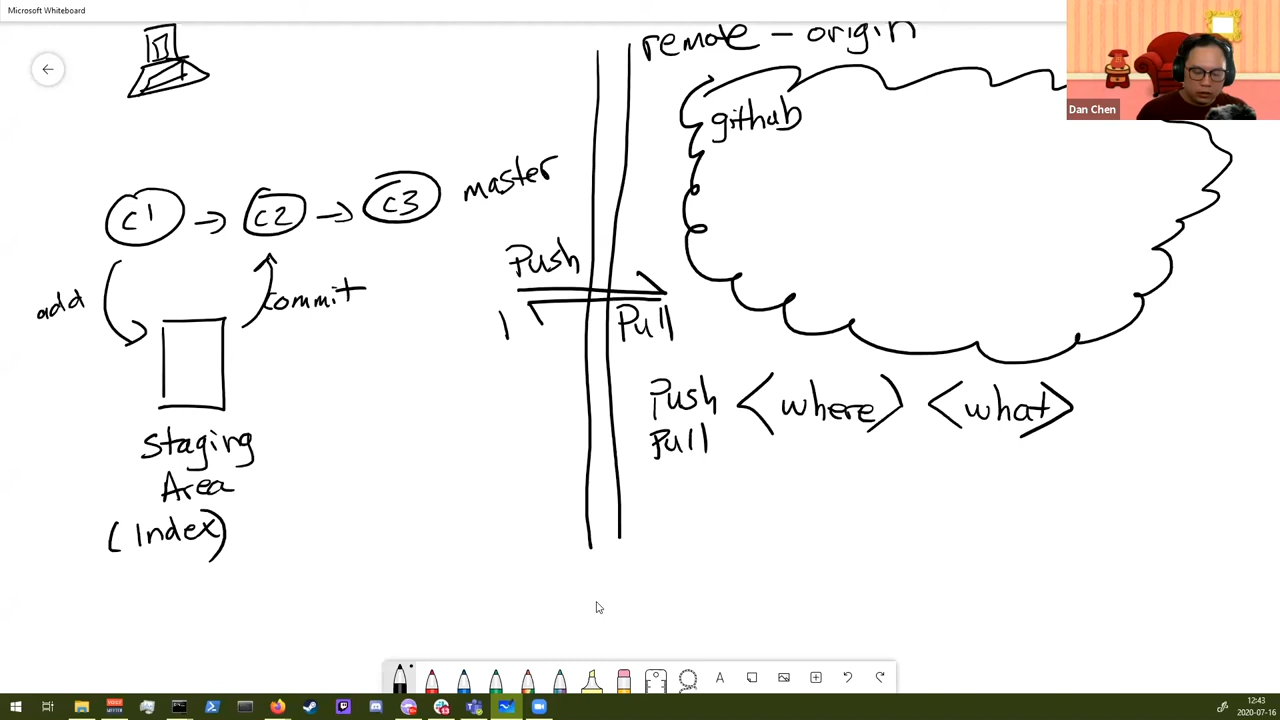 Microsoft Whiteboard
remote - origin
github
Dan Chen
c1 → c2 → c3 master
add
commit
Push
Pull
Staging
Area
(Index)
Push <where> <what>
Pull
12:43
2020-07-16